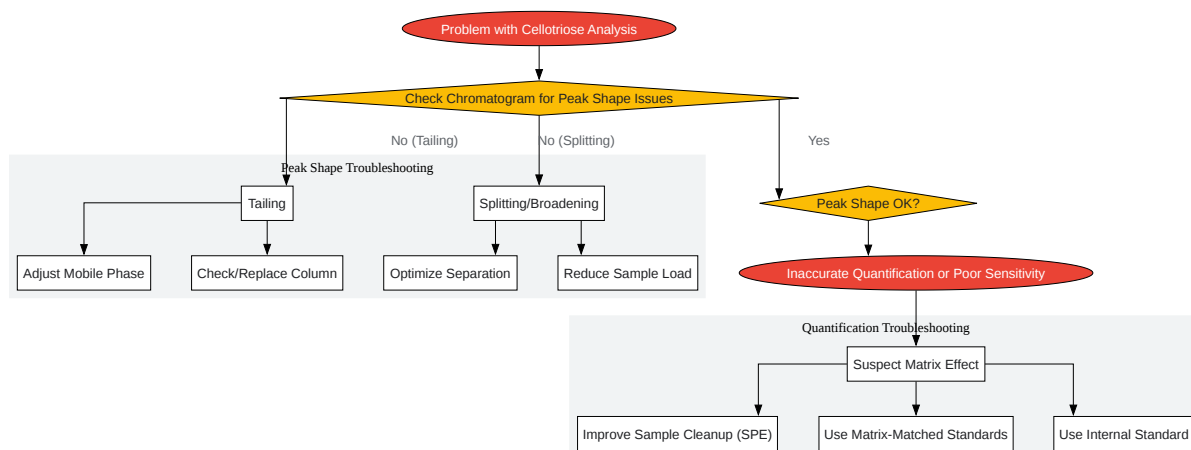 Problem with Cellotriose Analysis
Check Chromatogram for Peak Shape Issues
No (Tailing)
No (Splitting)
Yes
Peak Shape Troubleshooting
Tailing
Splitting/Broadening
Peak Shape OK?
Adjust Mobile Phase
Check/Replace Column
Optimize Separation
Reduce Sample Load
Inaccurate Quantification or Poor Sensitivity
Quantification Troubleshooting
Suspect Matrix Effect
Improve Sample Cleanup (SPE)
Use Matrix-Matched Standards
Use Internal Standard